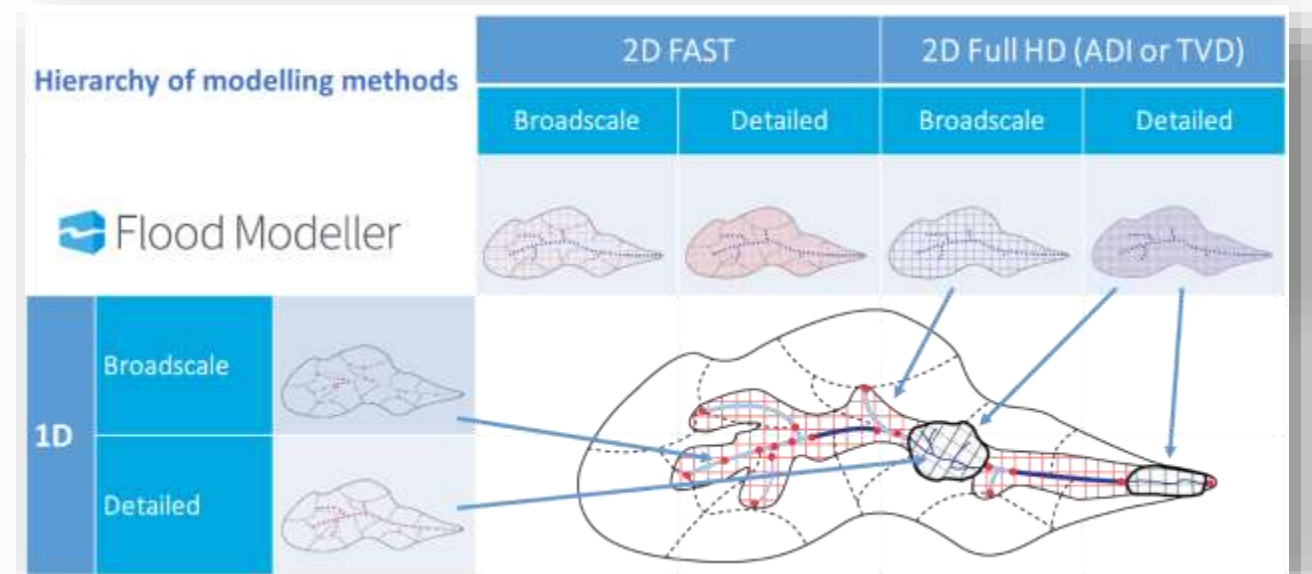 Hierarchy of modelling methods
2D FAST
2D Full HD (ADI or TVD)
Broadscale
Detailed
Broadscale
Detailed
Flood Modeller
1D
Broadscale
Detailed